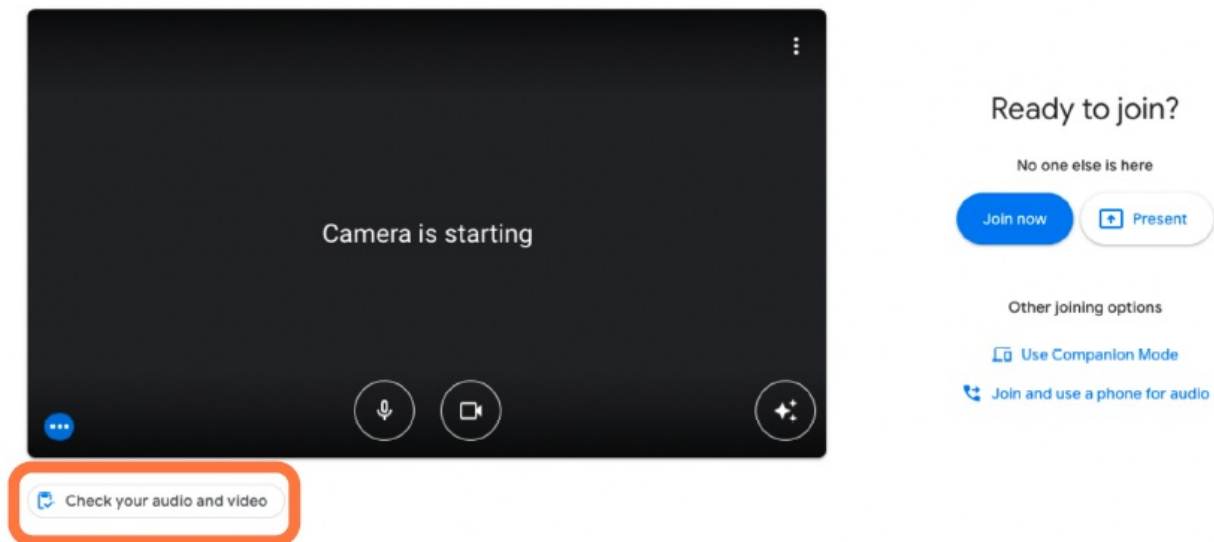 Camera is starting
Check your audio and video
Ready to join?
No one else is here
Join now
Present
Other joining options
Use Companion Mode
Join and use a phone for audio